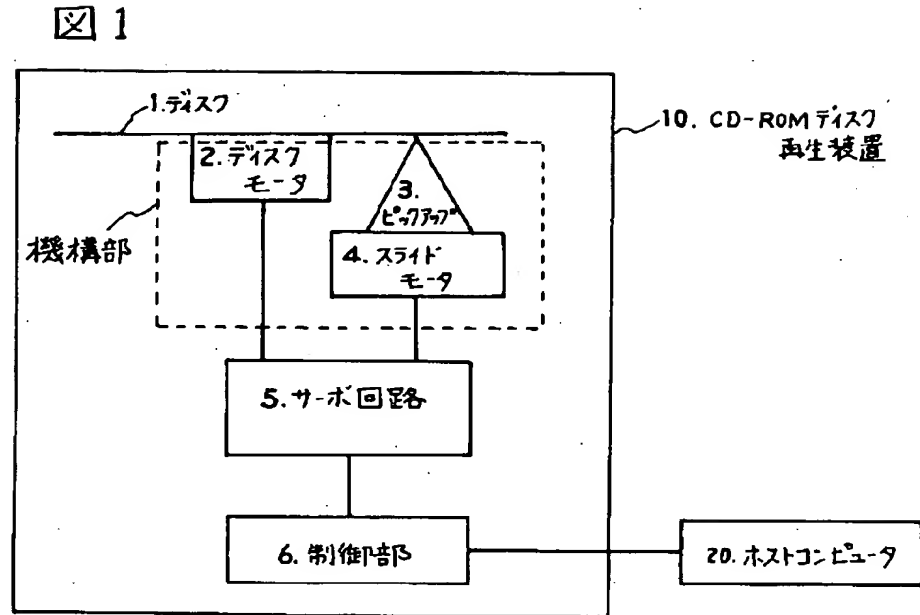 図1
1.ディスク
10. CD-ROMディスク
再生装置
2.ディスク
モータ
3.
ピックアップ
機構部
4.スライド
モータ
5.サーボ回路
6.制御部
20.ホストコンピュータ